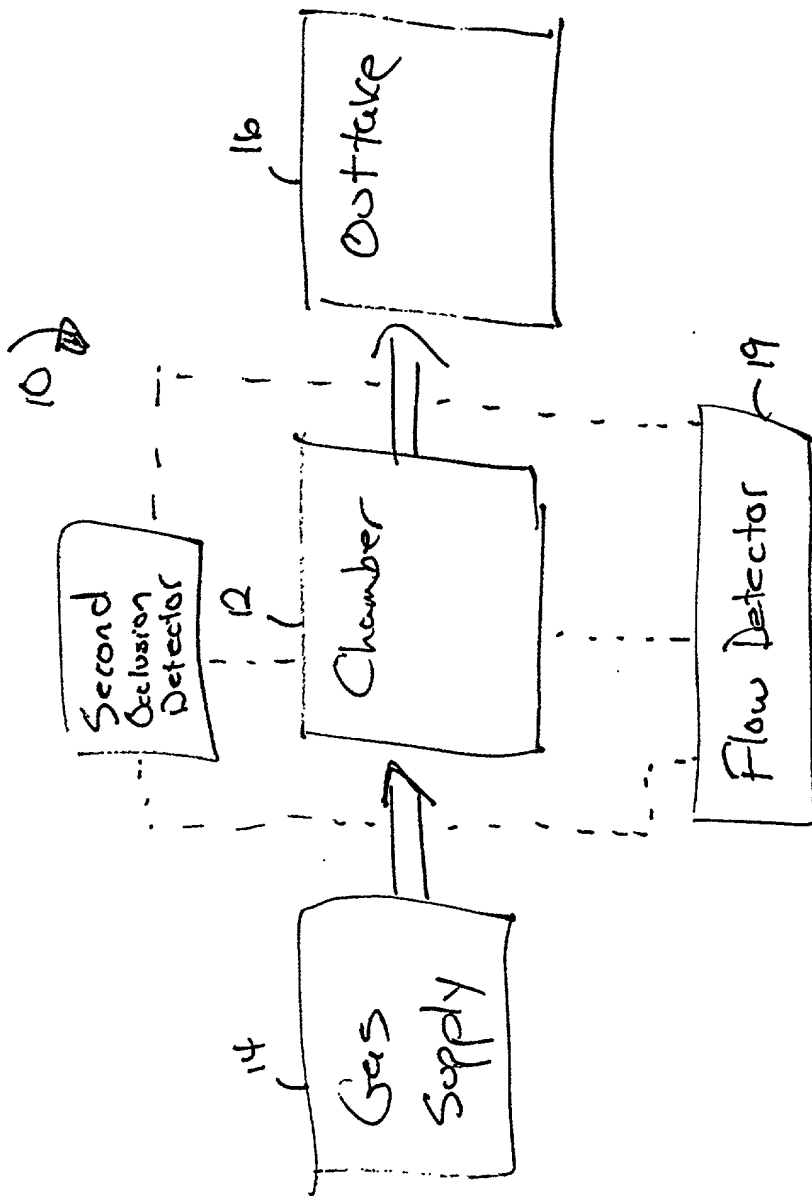 10
Second
Occlusion
Detector
12
14
16
Gas
Supply
Chamber
Outtake
19
Flow Detector